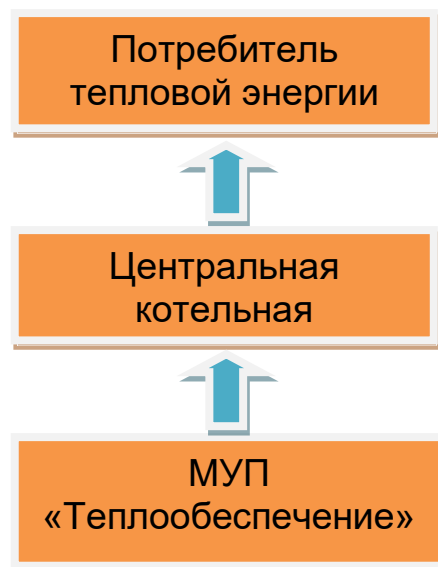 Потребитель
тепловой энергии
Центральная
котельная
МУП
«Теплообеспечение»